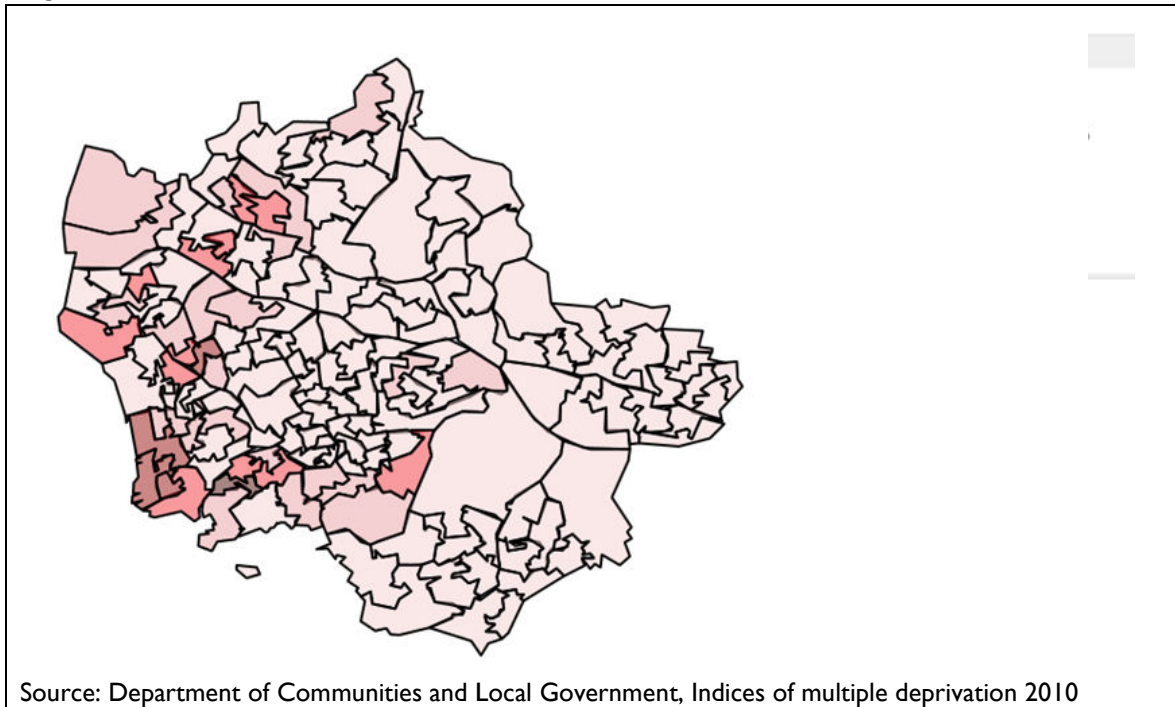 Source: Department of Communities and Local Government, Indices of multiple deprivation 2010